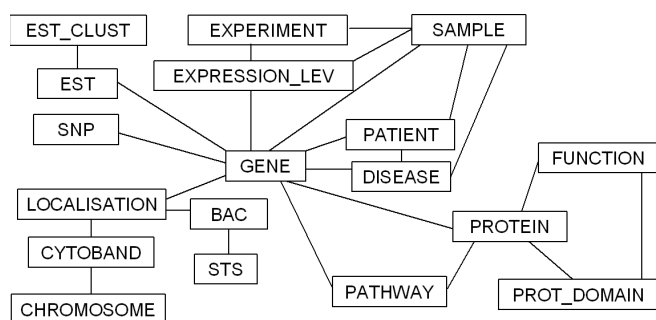 EST_CLUST
EXPERIMENT
SAMPLE
EST
EXPRESSION_LEV
SNP
PATIENT
GENE
DISEASE
FUNCTION
LOCALISATION
BAC
PROTEIN
CYTOBAND
STS
PATHWAY
PROT_DOMAIN
CHROMOSOME